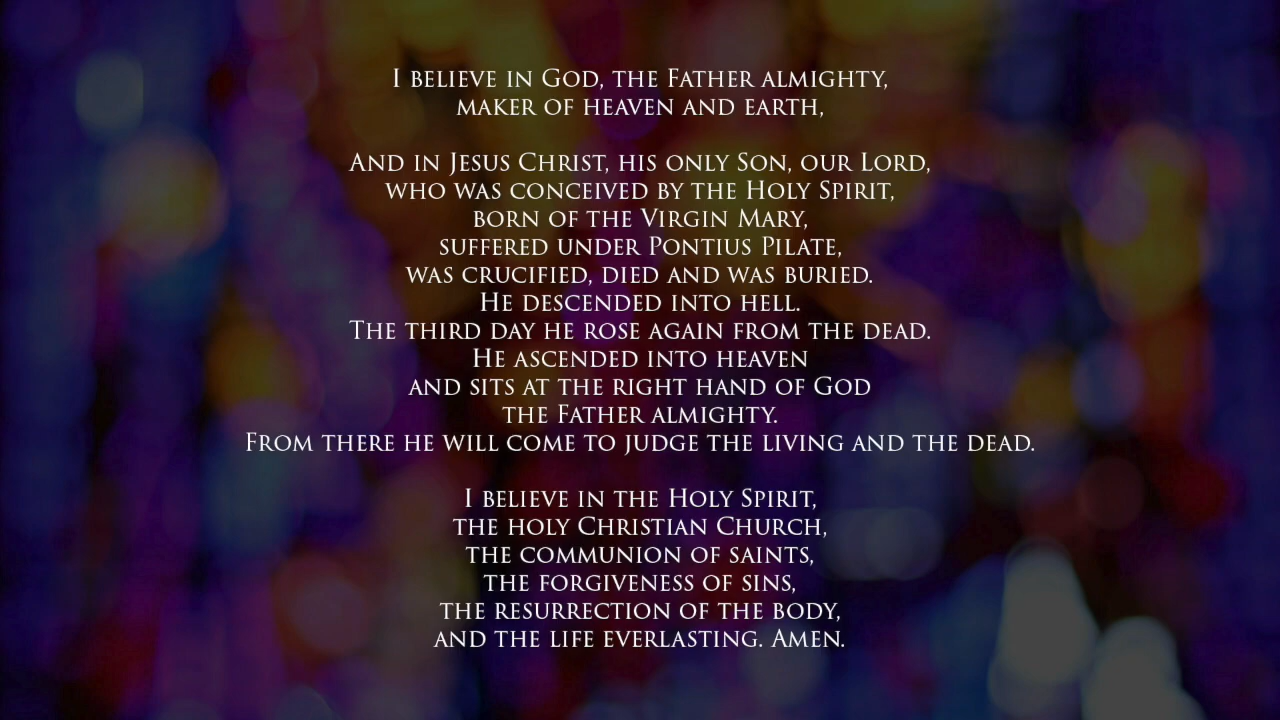 I believe in God, the Father almighty,
maker of heaven and earth,
And in Jesus Christ, his only Son, our Lord,
who was conceived by the Holy Spirit,
born of the Virgin Mary,
suffered under Pontius Pilate,
was crucified, died and was buried.
He descended into hell.
The third day he rose again from the dead.
He ascended into heaven
and sits at the right hand of God
the Father almighty.
From there he will come to judge the living and the dead.
I believe in the Holy Spirit,
the holy Christian Church,
the communion of saints,
the forgiveness of sins,
the resurrection of the body,
and the life everlasting. Amen.